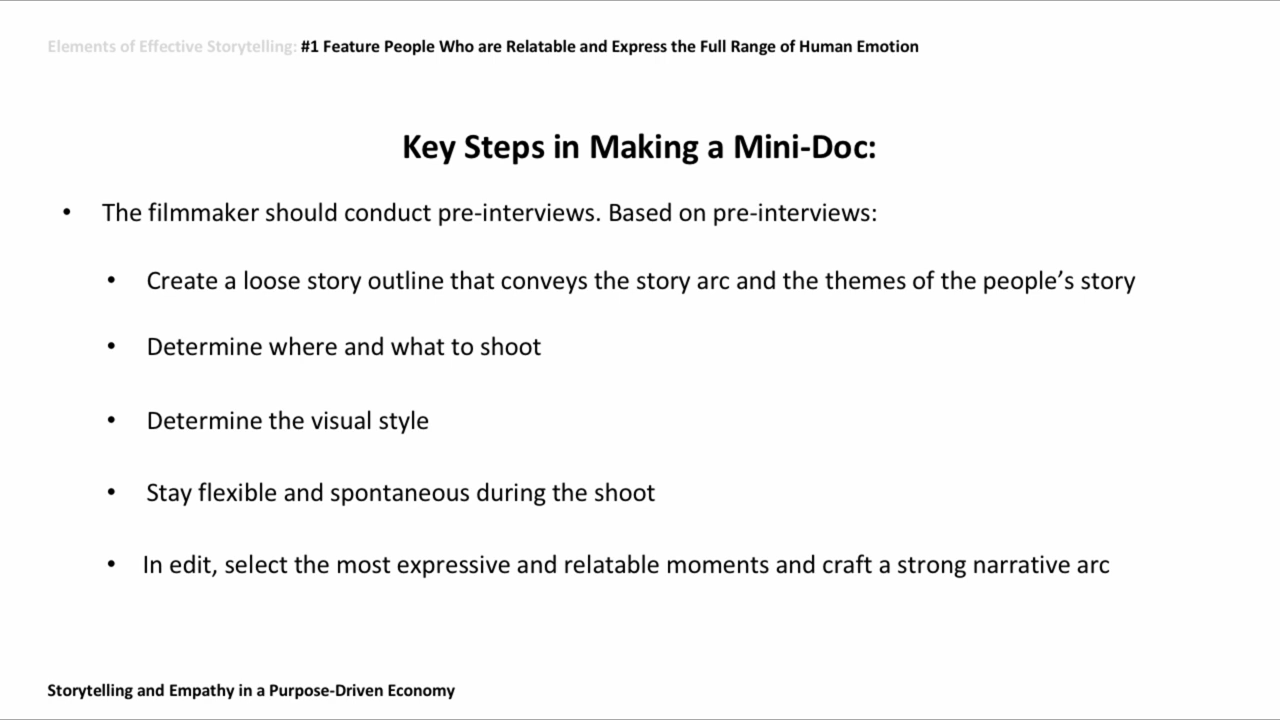 Elements of Effective Storytelling: #1 Feature People Who are Relatable and Express the Full Range of Human Emotion
Key Steps in Making a Mini-Doc:
• The filmmaker should conduct pre-interviews. Based on pre-interviews:
• Create a loose story outline that conveys the story arc and the themes of the people’s story
• Determine where and what to shoot
• Determine the visual style
• Stay flexible and spontaneous during the shoot
• In edit, select the most expressive and relatable moments and craft a strong narrative arc
Storytelling and Empathy in a Purpose-Driven Economy